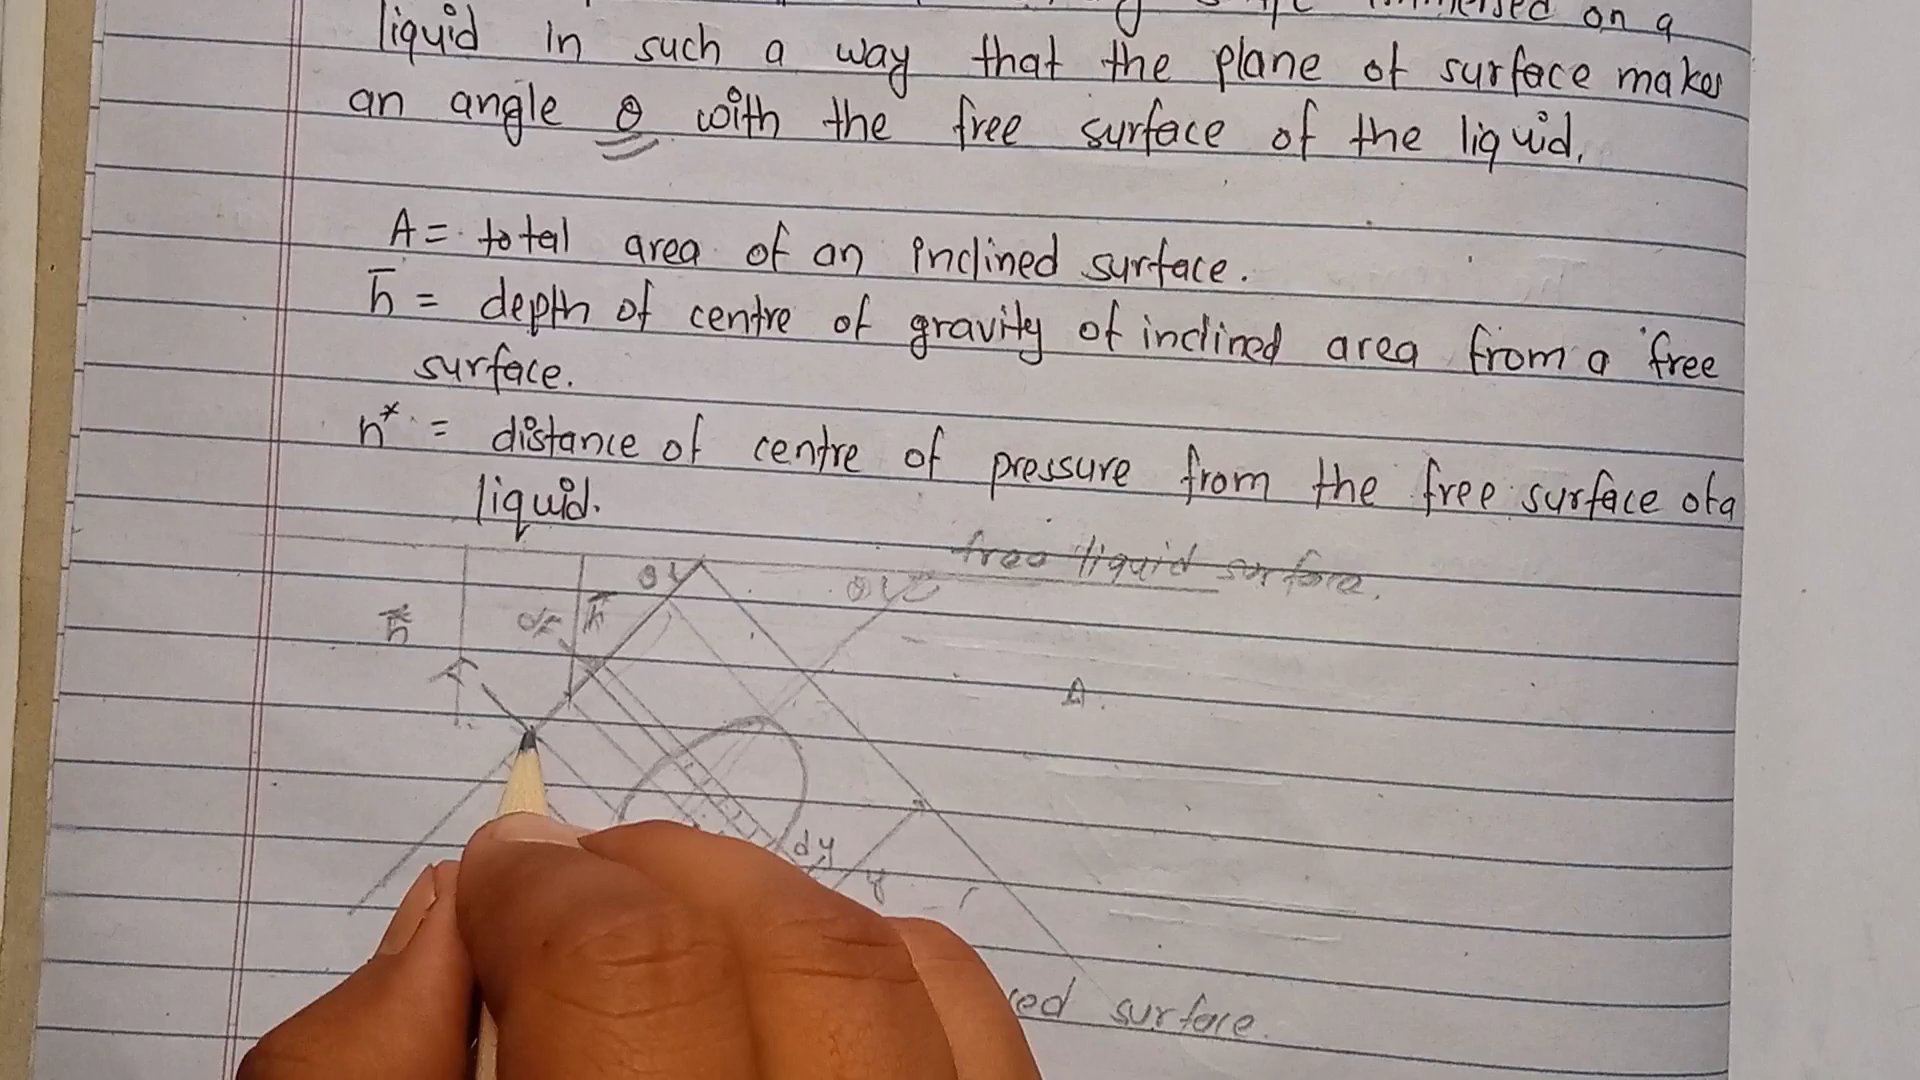 immersed on a
liquid in such a way that the plane of surface makes
an angle θ with the free surface of the liquid.
A = total area of an inclined surface.
h̅ = depth of centre of gravity of inclined area from a free
surface.
h* = distance of centre of pressure from the free surface of a
liquid.
free liquid surface.
θ
θ
h̅
A
dy
y
surface.